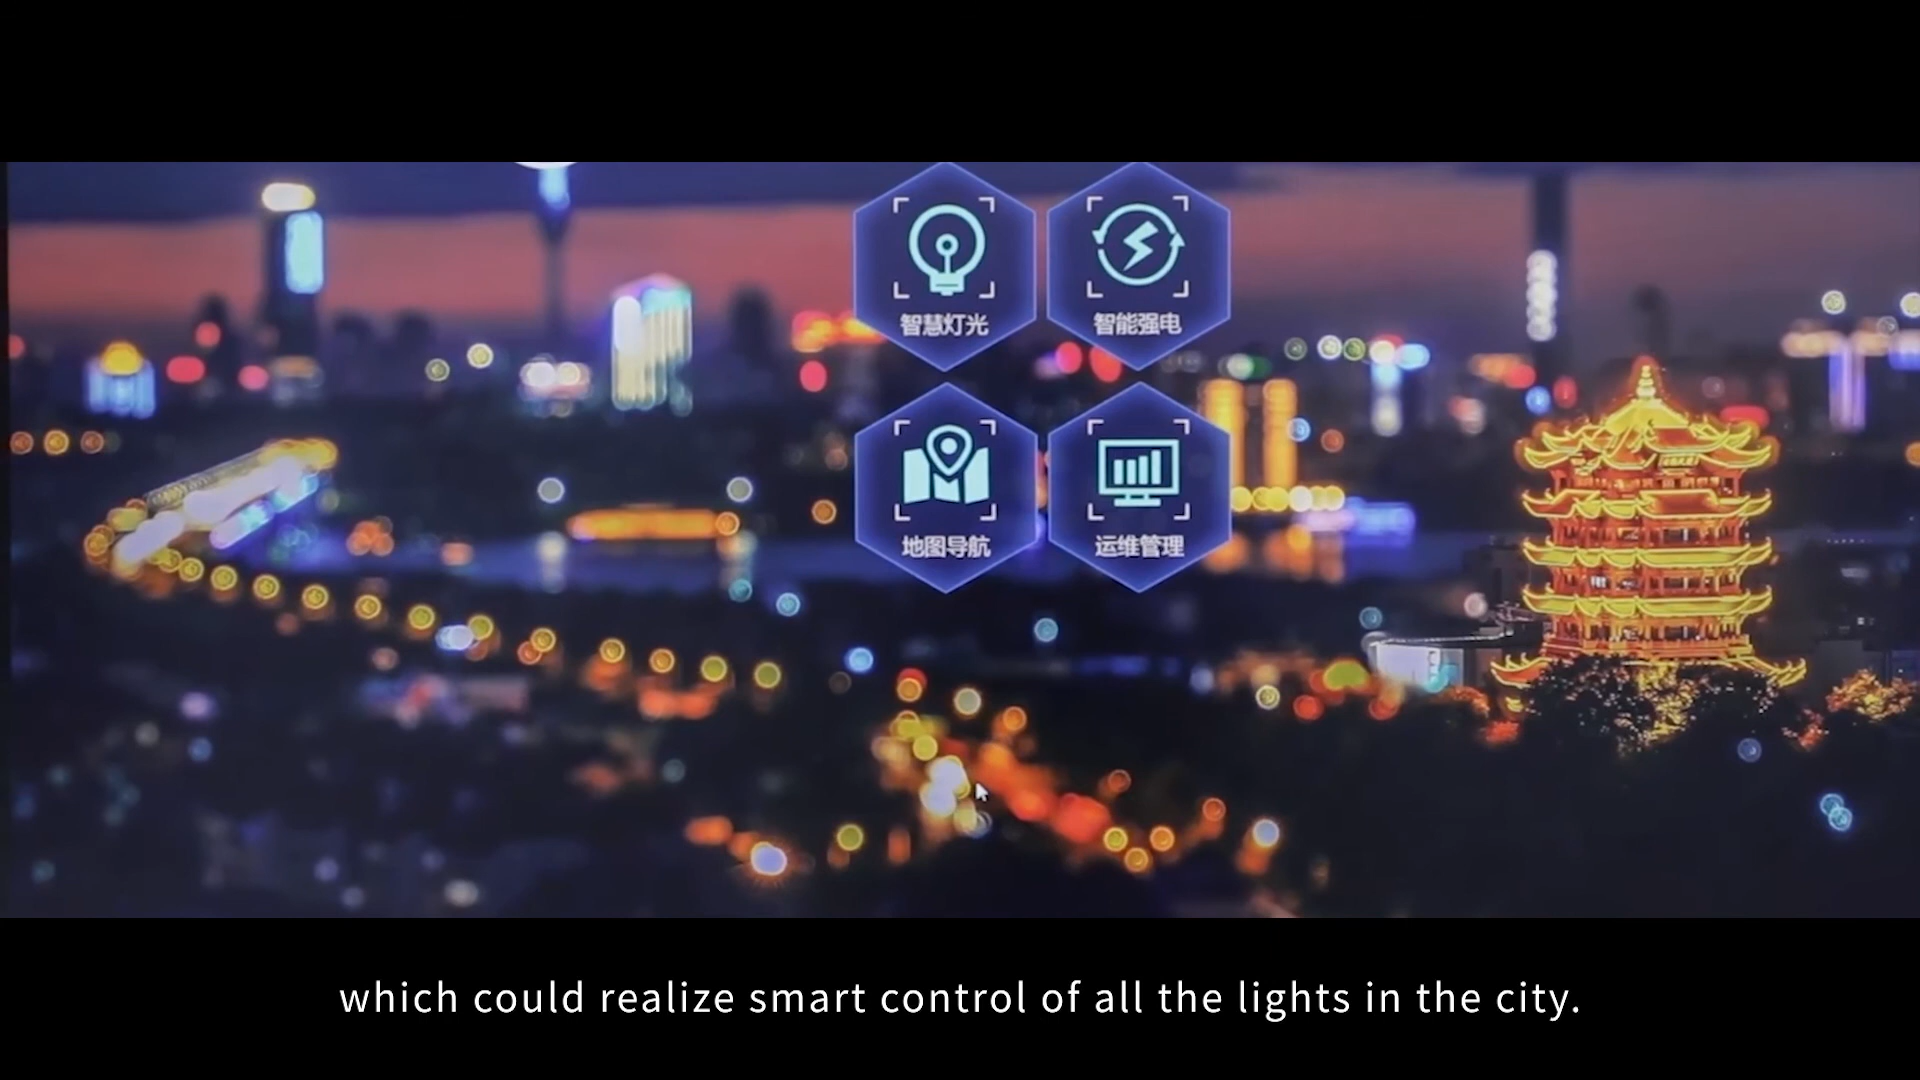 智慧灯光
智能强电
地图导航
运维管理
which could realize smart control of all the lights in the city.